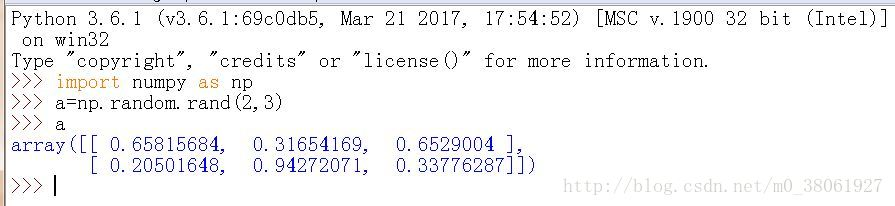 Python 3.6.1 (v3.6.1:69c0db5, Mar 21 2017, 17:54:52) [MSC v.1900 32 bit (Intel)]
 on win32
Type "copyright", "credits" or "license()" for more information.
>>> import numpy as np
>>> a=np.random.rand(2,3)
>>> a
array([[ 0.65815684,  0.31654169,  0.6529004 ],
       [ 0.20501648,  0.94272071,  0.33776287]])
>>>
http://blog.csdn.net/m0_38061927